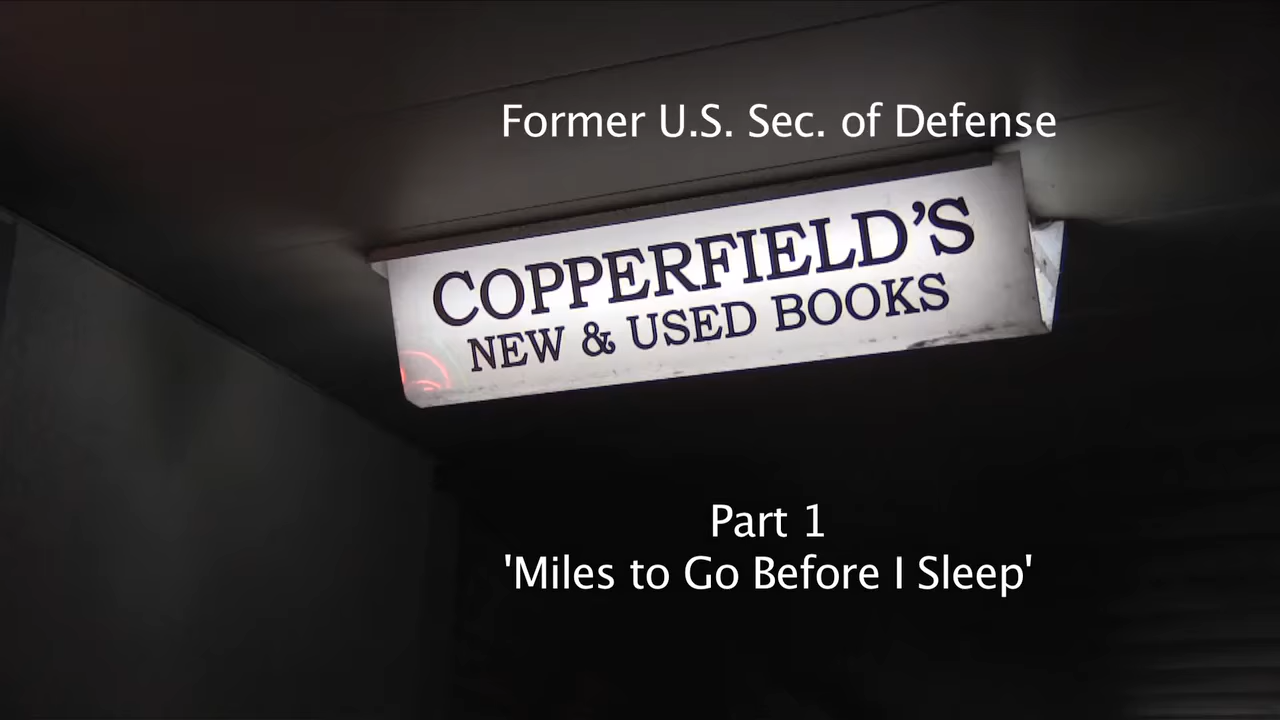 Former U.S. Sec. of Defense
COPPERFIELD'S
NEW & USED BOOKS
Part 1
'Miles to Go Before I Sleep'